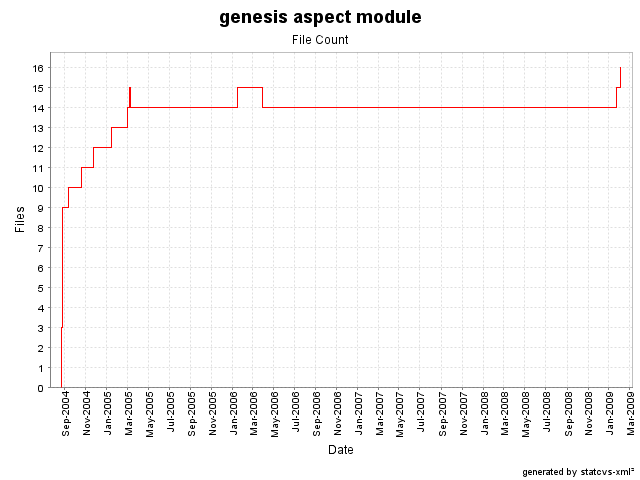 genesis aspect module
File Count
16
15
14
13
12
11
10
9
8
7
6
5
4
3
2
1
0
Files
Sep-2004
Nov-2004
Jan-2005
Mar-2005
May-2005
Jul-2005
Sep-2005
Nov-2005
Jan-2006
Mar-2006
May-2006
Jul-2006
Sep-2006
Nov-2006
Jan-2007
Mar-2007
May-2007
Jul-2007
Sep-2007
Nov-2007
Jan-2008
Mar-2008
May-2008
Jul-2008
Sep-2008
Nov-2008
Jan-2009
Mar-2009
Date
generated by statcvs-xml²